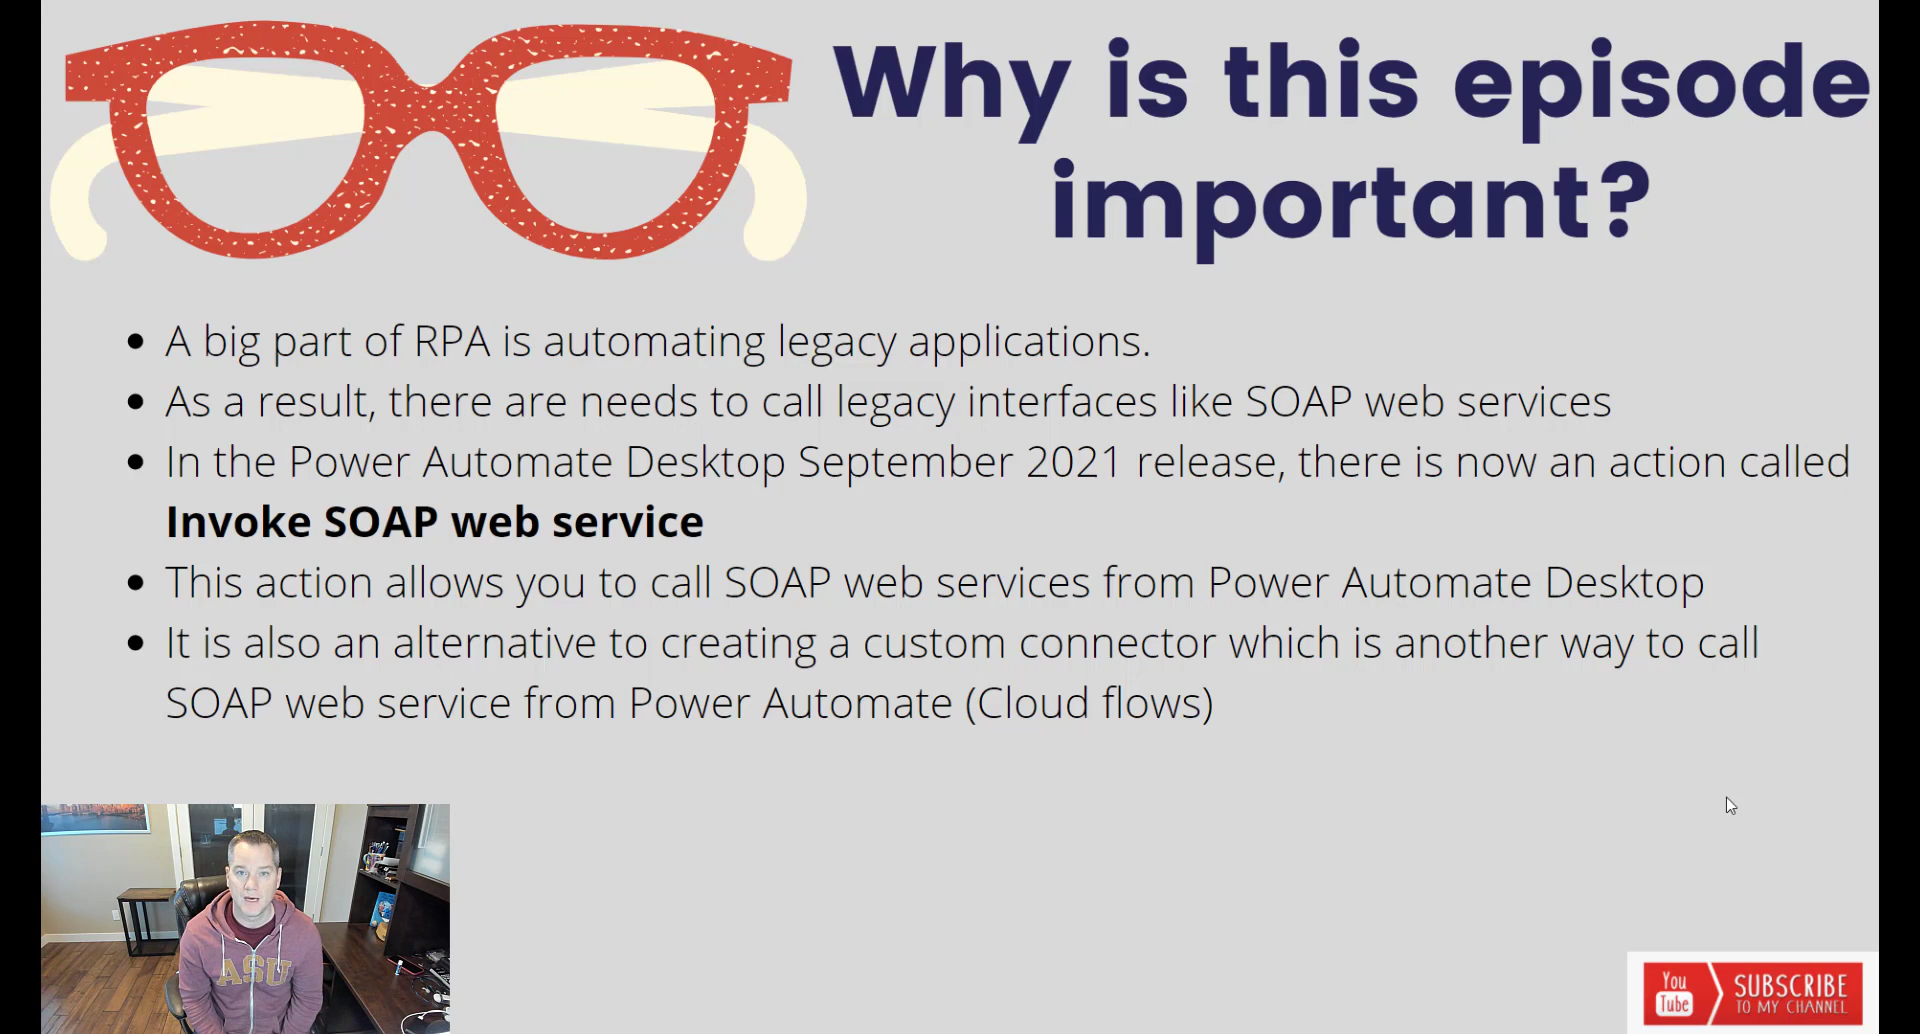 Why is this episode
important?
A big part of RPA is automating legacy applications.
As a result, there are needs to call legacy interfaces like SOAP web services
In the Power Automate Desktop September 2021 release, there is now an action called
Invoke SOAP web service
This action allows you to call SOAP web services from Power Automate Desktop
It is also an alternative to creating a custom connector which is another way to call
SOAP web service from Power Automate (Cloud flows)
ASU
You
Tube
SUBSCRIBE
TO MY CHANNEL